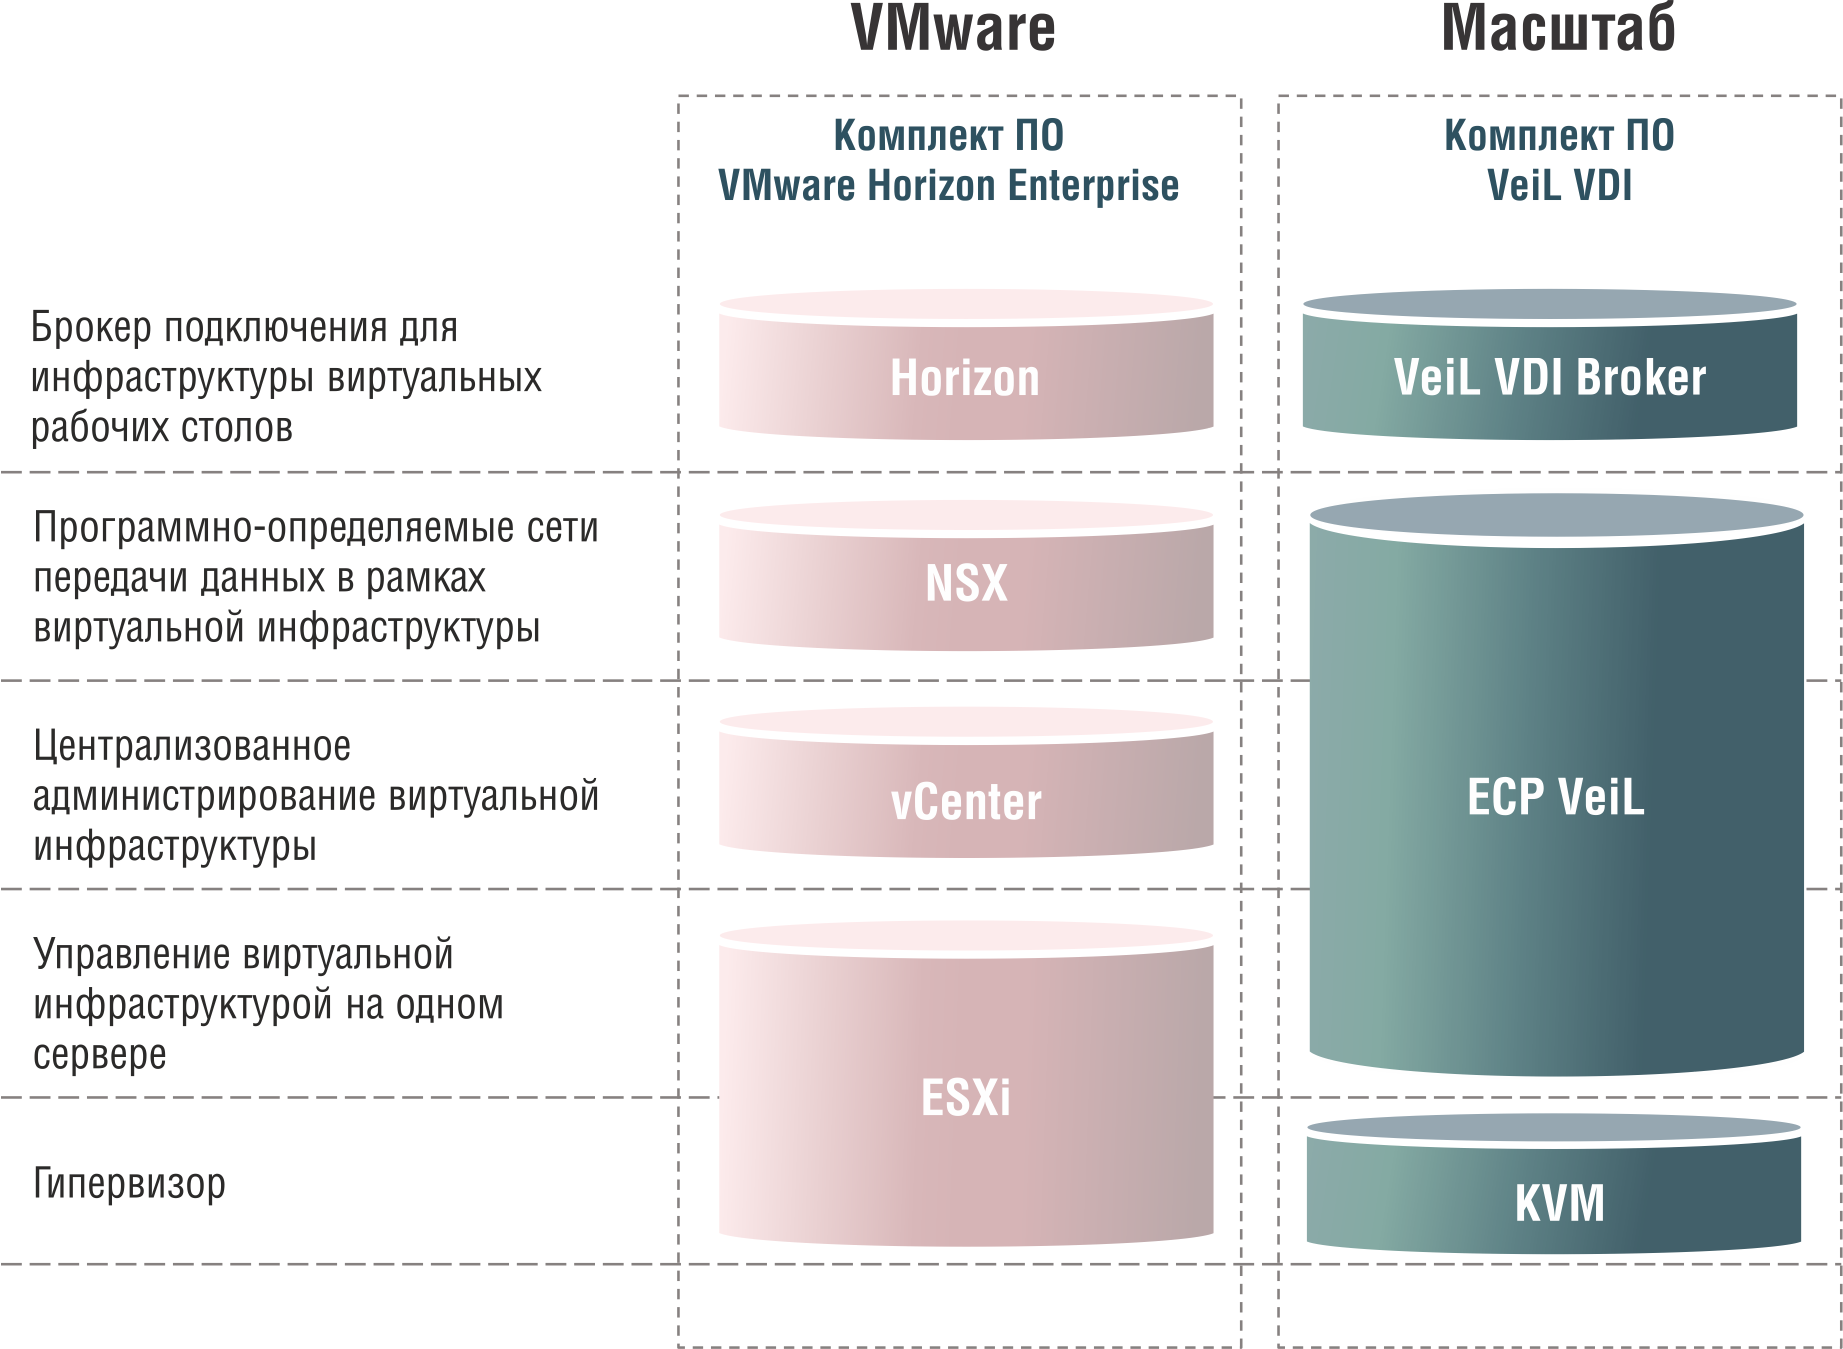 VMware
Масштаб
Комплект ПО
VMware Horizon Enterprise
Комплект ПО
VeiL VDI
Брокер подключения для
инфраструктуры виртуальных
рабочих столов
Horizon
VeiL VDI Broker
Программно-определяемые сети
передачи данных в рамках
виртуальной инфраструктуры
NSX
Централизованное
администрирование виртуальной
инфраструктуры
vCenter
ECP VeiL
Управление виртуальной
инфраструктурой на одном
сервере
ESXi
Гипервизор
KVM